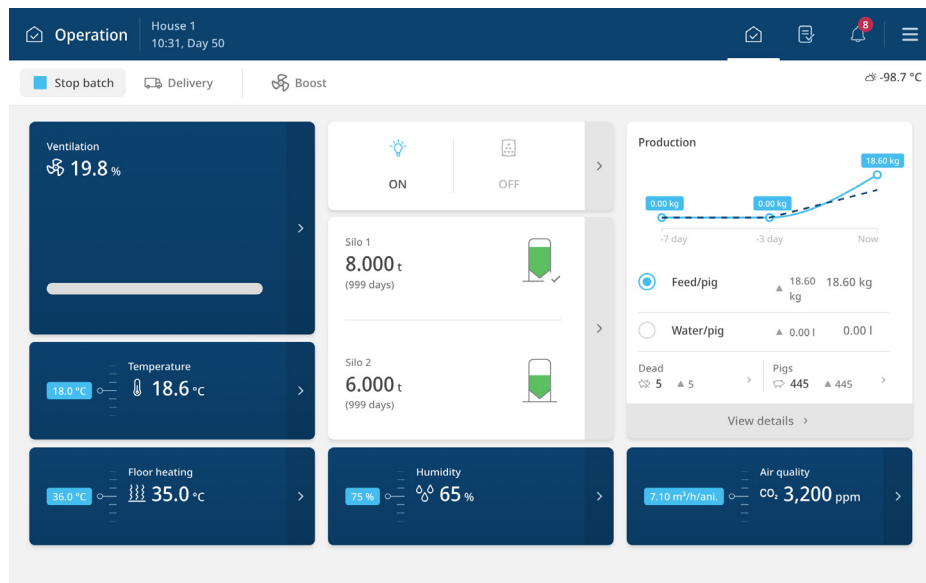 Operation
House 1
10:31, Day 50
8
Stop batch
Delivery
Boost
-98.7 °C
Ventilation
19.8 %
ON
OFF
Production
18.60 kg
0.00 kg
0.00 kg
-7 day
-3 day
Now
Feed/pig
18.60 kg
18.60 kg
Water/pig
0.00 l
0.00 l
Dead
5
5
Pigs
445
445
View details
Silo 1
8.000 t
(999 days)
Silo 2
6.000 t
(999 days)
Temperature
18.0 °C
18.6 °C
Floor heating
36.0 °C
35.0 °C
Humidity
75 %
65 %
Air quality
7.10 m³/h/ani.
CO₂ 3,200 ppm